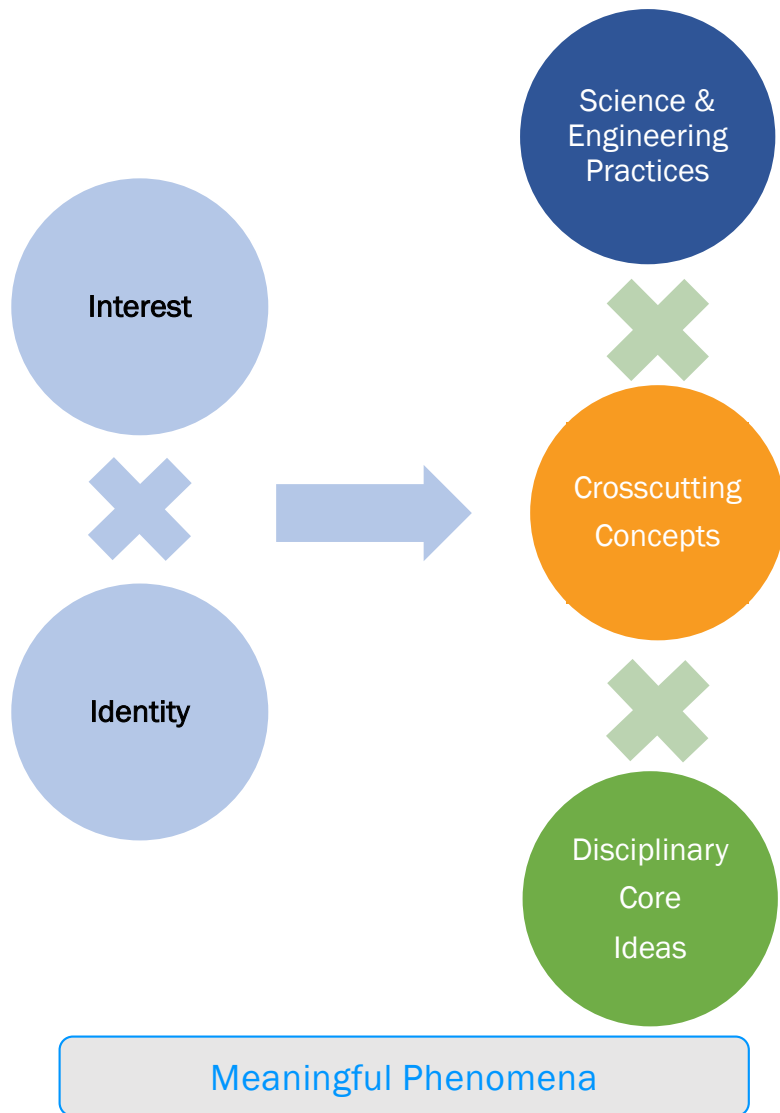 Interest
Identity
Science &
Engineering
Practices
Crosscutting
Concepts
Disciplinary
Core
Ideas
Meaningful Phenomena